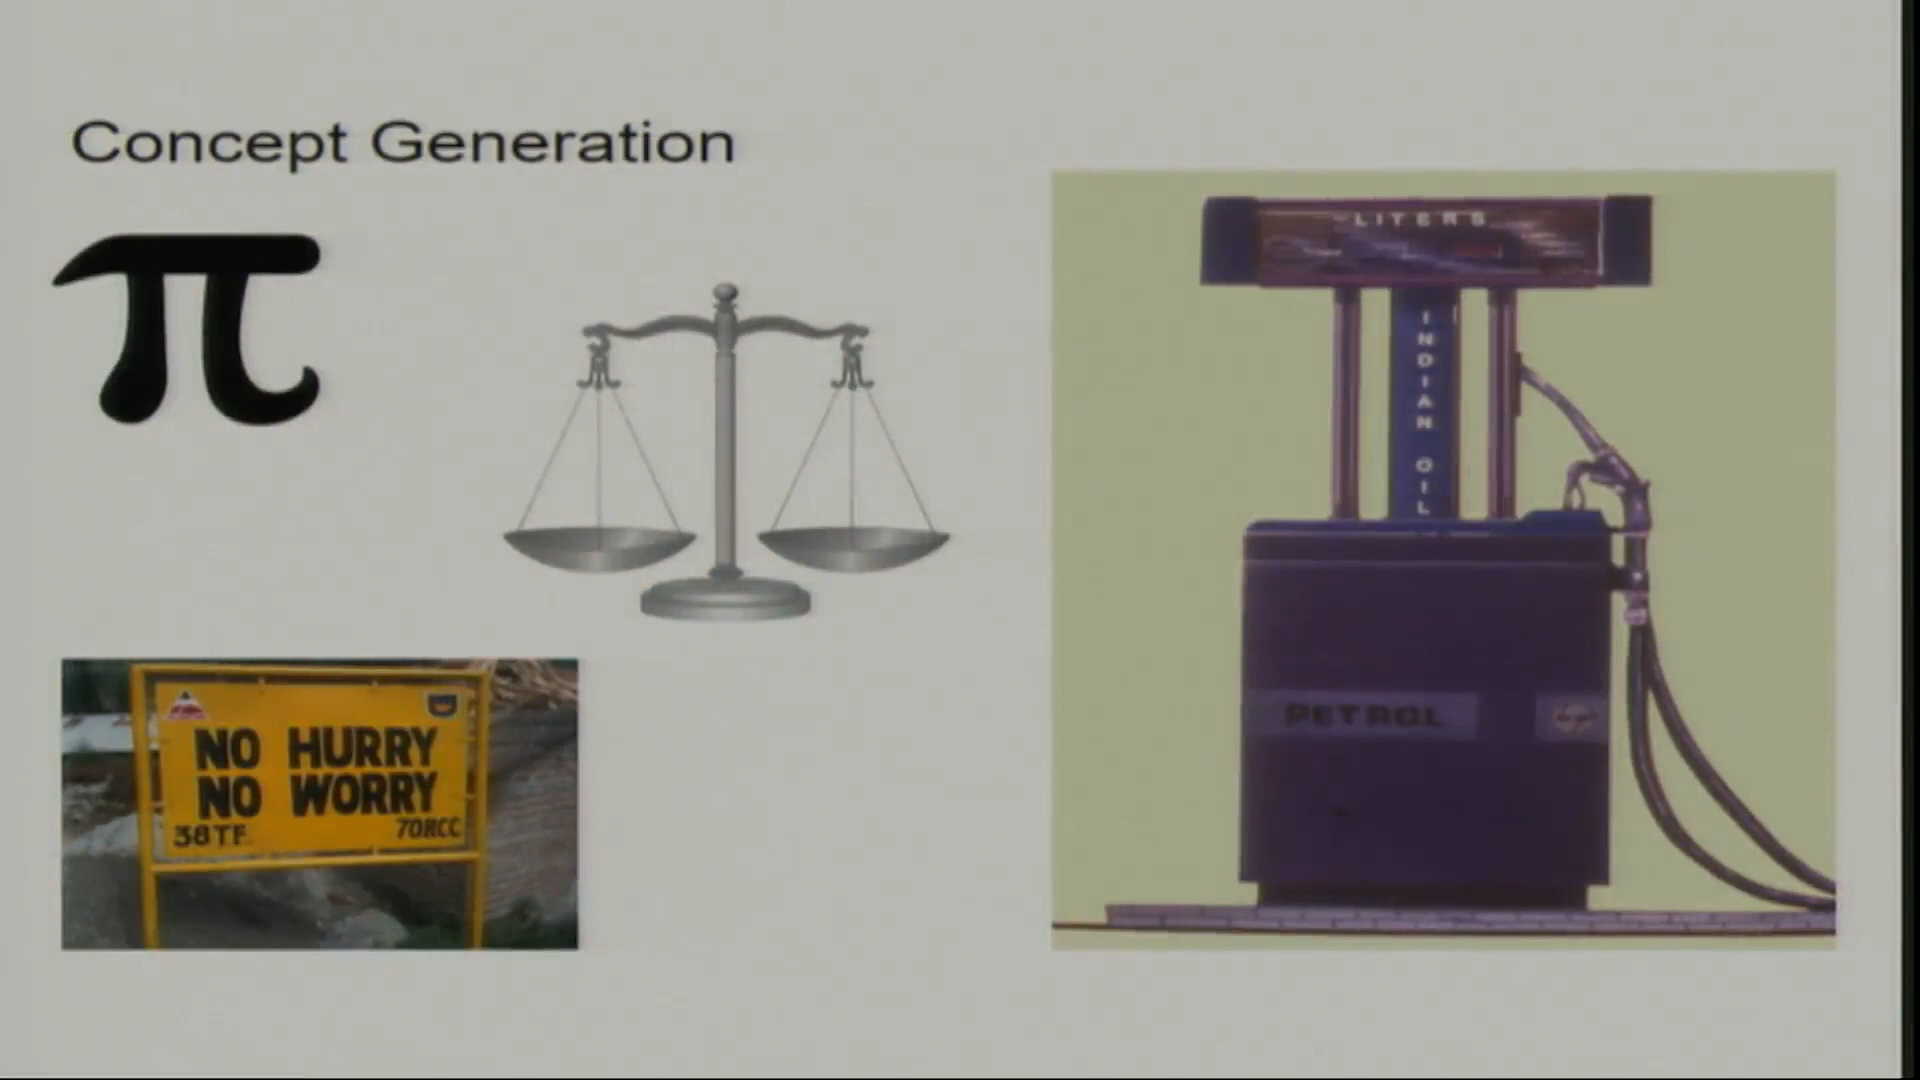 Concept Generation
π
LITERS
INDIAN OIL
PETROL
NO HURRY
NO WORRY
38TF
70RCC